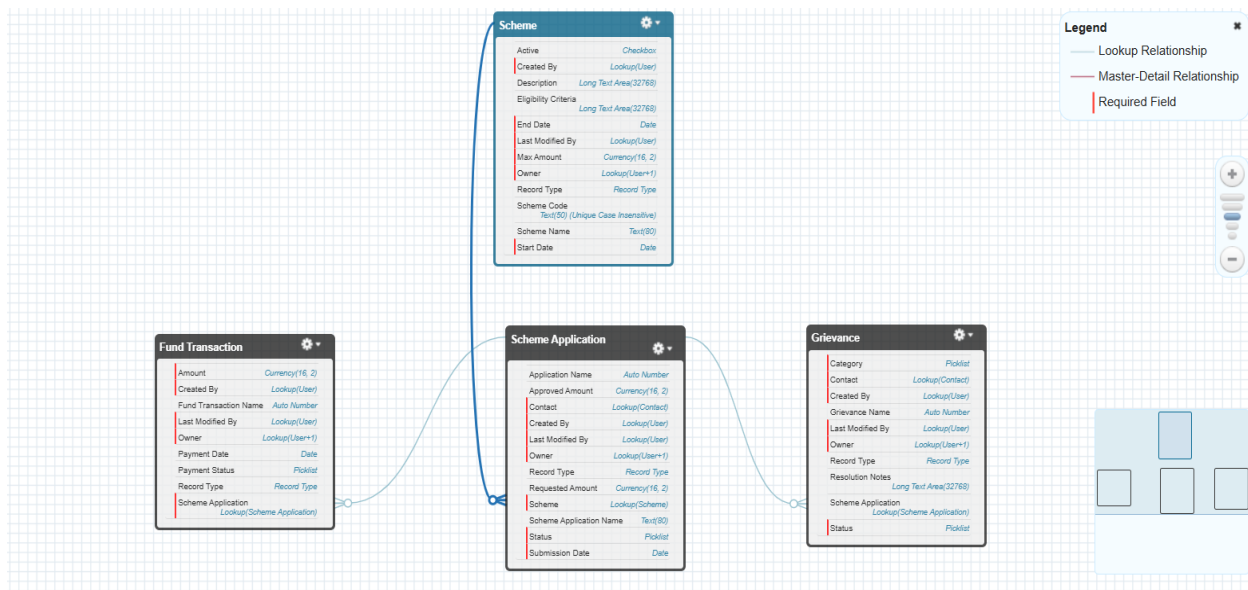 Scheme
Active Checkbox
Created By Lookup(User)
Description Long Text Area(32768)
Eligibility Criteria
Long Text Area(32768)
End Date Date
Last Modified By Lookup(User)
Max Amount Currency(16, 2)
Owner Lookup(User+1)
Record Type Record Type
Scheme Code
Text(50) (Unique Case Insensitive)
Scheme Name Text(80)
Start Date Date
Legend
Lookup Relationship
Master-Detail Relationship
Required Field
Fund Transaction
Amount Currency(16, 2)
Created By Lookup(User)
Fund Transaction Name Auto Number
Last Modified By Lookup(User)
Owner Lookup(User+1)
Payment Date Date
Payment Status Picklist
Record Type Record Type
Scheme Application
Lookup(Scheme Application)
Scheme Application
Application Name Auto Number
Approved Amount Currency(16, 2)
Contact Lookup(Contact)
Created By Lookup(User)
Last Modified By Lookup(User)
Owner Lookup(User+1)
Record Type Record Type
Requested Amount Currency(16, 2)
Scheme Lookup(Scheme)
Scheme Application Name Text(80)
Status Picklist
Submission Date Date
Grievance
Category Picklist
Contact Lookup(Contact)
Created By Lookup(User)
Grievance Name Auto Number
Last Modified By Lookup(User)
Owner Lookup(User+1)
Record Type Record Type
Resolution Notes
Long Text Area(32768)
Scheme Application
Lookup(Scheme Application)
Status Picklist